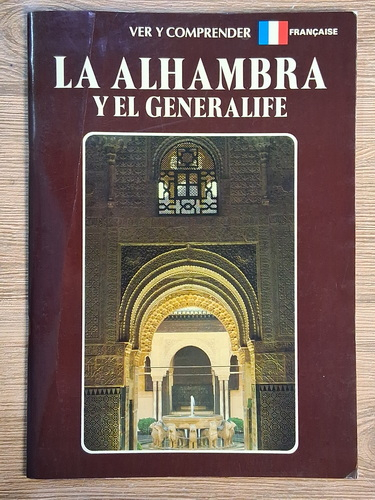 VER Y COMPRENDER FRANÇAISE
LA ALHAMBRA
Y EL GENERALIFE